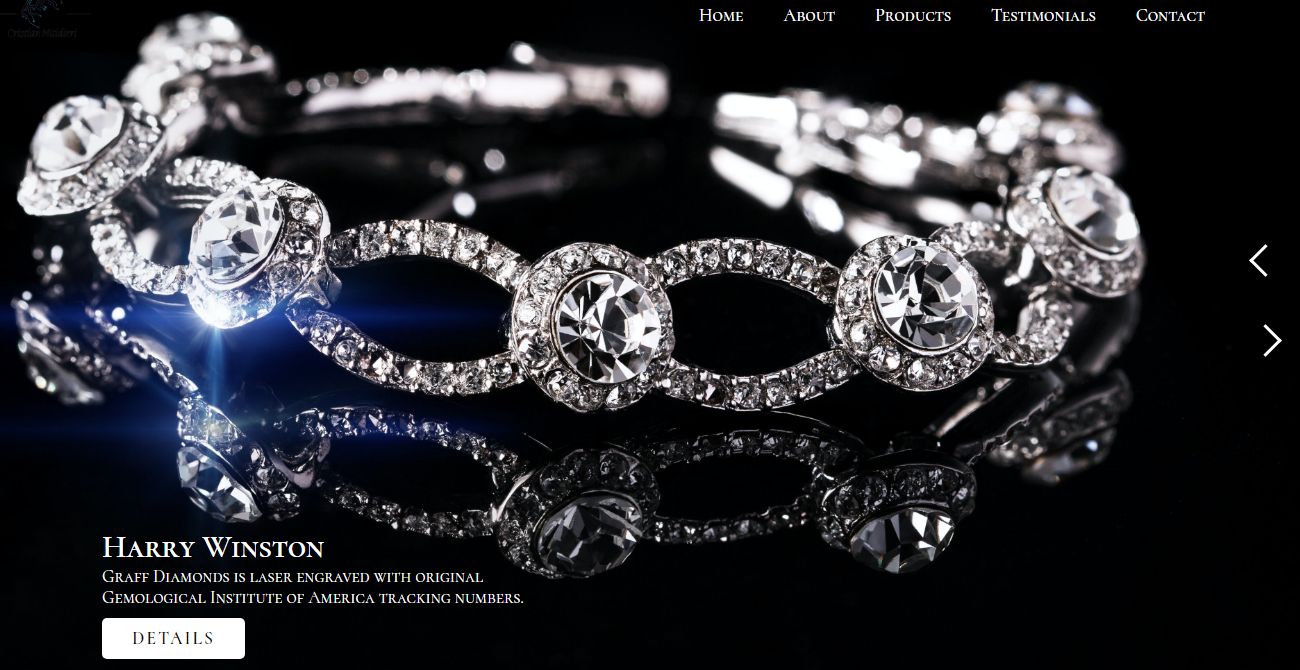 Home About Products Testimonials Contact
Harry Winston
Graff Diamonds is laser engraved with original
Gemological Institute of America tracking numbers.
DETAILS